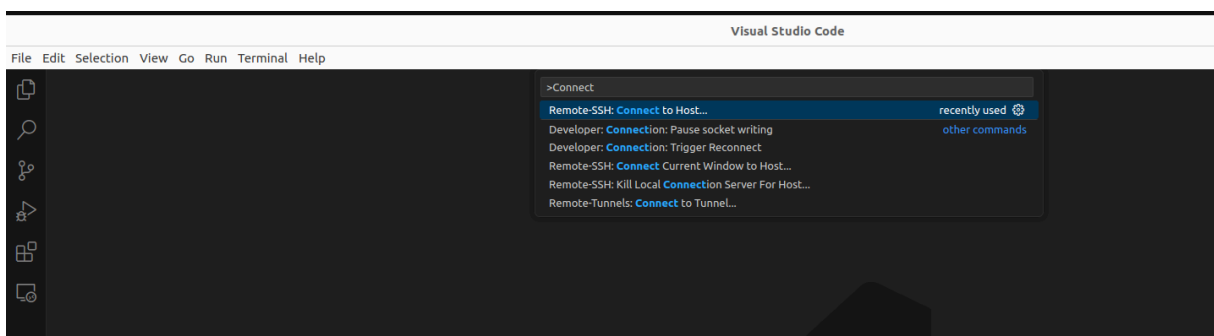 Visual Studio Code
File Edit Selection View Go Run Terminal Help
>Connect
Remote-SSH: Connect to Host... recently used
Developer: Connection: Pause socket writing other commands
Developer: Connection: Trigger Reconnect
Remote-SSH: Connect Current Window to Host...
Remote-SSH: Kill Local Connection Server For Host...
Remote-Tunnels: Connect to Tunnel...